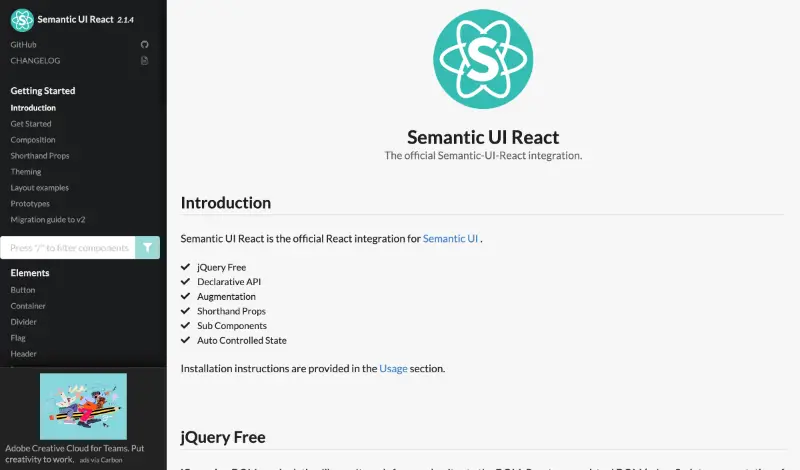 Semantic UI React 2.1.4
GitHub
CHANGELOG
Getting Started
Introduction
Get Started
Composition
Shorthand Props
Theming
Layout examples
Prototypes
Migration guide to v2
Press "/" to filter components
Elements
Button
Container
Divider
Flag
Header
Adobe Creative Cloud for Teams. Put
creativity to work. ads via Carbon
S
Semantic UI React
The official Semantic-UI-React integration.
Introduction
Semantic UI React is the official React integration for Semantic UI .
jQuery Free
Declarative API
Augmentation
Shorthand Props
Sub Components
Auto Controlled State
Installation instructions are provided in the Usage section.
jQuery Free